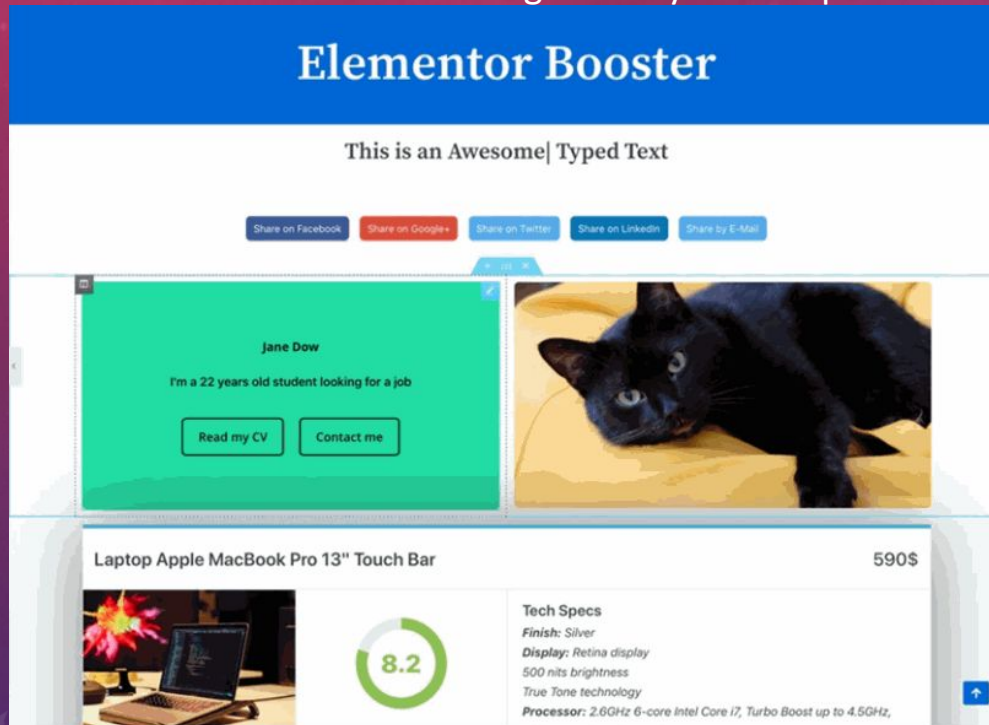 Elementor Booster
This is an Awesome| Typed Text
Share on Facebook Share on Google+ Share on Twitter Share on LinkedIn Share by E-Mail
Jane Dow
I'm a 22 years old student looking for a job
Read my CV Contact me
Laptop Apple MacBook Pro 13" Touch Bar 590$
8.2
Tech Specs
Finish: Silver
Display: Retina display
500 nits brightness
True Tone technology
Processor: 2.6GHz 6-core Intel Core i7, Turbo Boost up to 4.5GHz,